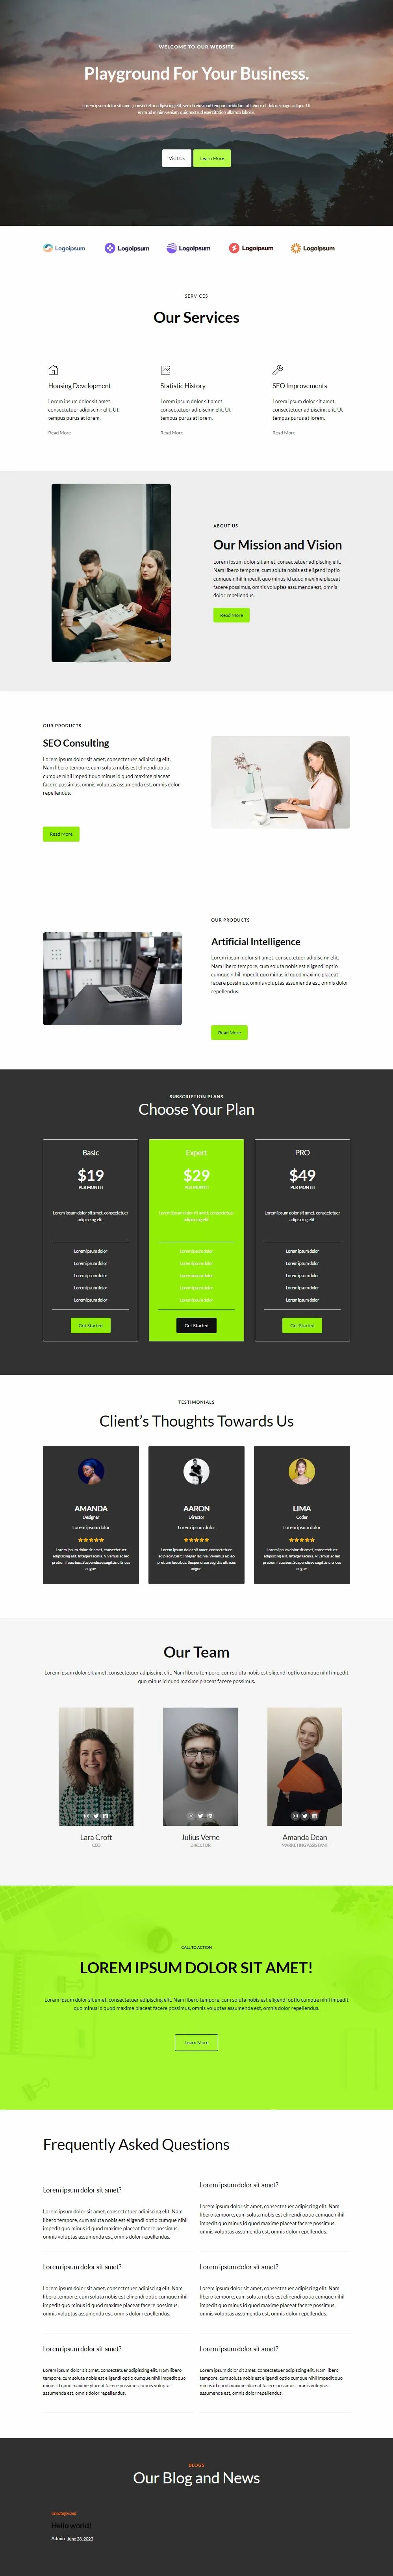 WELCOME TO OUR WEBSITE
Playground For Your Business.
Lorem ipsum dolor sit amet, consectetur adipiscing elit, sed do eiusmod tempor incididunt ut labore et dolore magna aliqua. Ut
enim ad minim veniam, quis nostrud exercitation ullamco laboris.
Visit Us
Learn More
Logoipsum
Logoipsum
Logoipsum
Logoipsum
Logoipsum
SERVICES
Our Services
Housing Development
Lorem ipsum dolor sit amet,
consectetuer adipiscing elit. Ut
tempus purus at lorem.
Read More
Statistic History
Lorem ipsum dolor sit amet,
consectetuer adipiscing elit. Ut
tempus purus at lorem.
Read More
SEO Improvements
Lorem ipsum dolor sit amet,
consectetuer adipiscing elit. Ut
tempus purus at lorem.
Read More
ABOUT US
Our Mission and Vision
Lorem ipsum dolor sit amet, consectetuer adipiscing elit.
Nam libero tempore, cum soluta nobis est eligendi optio
cumque nihil impedit quo minus id quod maxime placeat
facere possimus, omnis voluptas assumenda est, omnis
dolor repellendus.
Read More
OUR PRODUCTS
SEO Consulting
Lorem ipsum dolor sit amet, consectetuer adipiscing elit.
Nam libero tempore, cum soluta nobis est eligendi optio
cumque nihil impedit quo minus id quod maxime placeat
facere possimus, omnis voluptas assumenda est, omnis dolor
repellendus.
Read More
OUR PRODUCTS
Artificial Intelligence
Lorem ipsum dolor sit amet, consectetuer adipiscing elit.
Nam libero tempore, cum soluta nobis est eligendi optio
cumque nihil impedit quo minus id quod maxime placeat
facere possimus, omnis voluptas assumenda est, omnis dolor
repellendus.
Read More
SUBSCRIPTION PLANS
Choose Your Plan
Basic
$19
PER MONTH
Lorem ipsum dolor sit amet, consectetuer
adipiscing elit.
Lorem ipsum dolor
Lorem ipsum dolor
Lorem ipsum dolor
Lorem ipsum dolor
Lorem ipsum dolor
Get Started
Expert
$29
PER MONTH
Lorem ipsum dolor sit amet, consectetuer
adipiscing elit.
Lorem ipsum dolor
Lorem ipsum dolor
Lorem ipsum dolor
Lorem ipsum dolor
Lorem ipsum dolor
Get Started
PRO
$49
PER MONTH
Lorem ipsum dolor sit amet, consectetuer
adipiscing elit.
Lorem ipsum dolor
Lorem ipsum dolor
Lorem ipsum dolor
Lorem ipsum dolor
Lorem ipsum dolor
Get Started
TESTIMONIALS
Client's Thoughts Towards Us
AMANDA
Designer
Lorem ipsum dolor
Lorem ipsum dolor sit amet, consectetuer
adipiscing elit. Integer lacinia. Vivamus ac leo
pretium faucibus. Suspendisse sagittis ultrices
augue.
AARON
Director
Lorem ipsum dolor
Lorem ipsum dolor sit amet, consectetuer
adipiscing elit. Integer lacinia. Vivamus ac leo
pretium faucibus. Suspendisse sagittis ultrices
augue.
LIMA
Coder
Lorem ipsum dolor
Lorem ipsum dolor sit amet, consectetuer
adipiscing elit. Integer lacinia. Vivamus ac leo
pretium faucibus. Suspendisse sagittis ultrices
augue.
Our Team
Lorem ipsum dolor sit amet, consectetuer adipiscing elit. Nam libero tempore, cum soluta nobis est eligendi optio cumque nihil impedit
quo minus id quod maxime placeat facere possimus.
Lara Croft
CEO
Julius Verne
DIRECTOR
Amanda Dean
MARKETING ASSISTANT
CALL TO ACTION
LOREM IPSUM DOLOR SIT AMET!
Lorem ipsum dolor sit amet, consectetuer adipiscing elit. Nam libero tempore, cum soluta nobis est eligendi optio cumque nihil impedit
quo minus id quod maxime placeat facere possimus, omnis voluptas assumenda est, omnis dolor repellendus.
Learn More
Frequently Asked Questions
Lorem ipsum dolor sit amet?
Lorem ipsum dolor sit amet, consectetuer adipiscing elit. Nam
libero tempore, cum soluta nobis est eligendi optio cumque nihil
impedit quo minus id quod maxime placeat facere possimus,
omnis voluptas assumenda est, omnis dolor repellendus.
Lorem ipsum dolor sit amet?
Lorem ipsum dolor sit amet, consectetuer adipiscing elit. Nam
libero tempore, cum soluta nobis est eligendi optio cumque nihil
impedit quo minus id quod maxime placeat facere possimus,
omnis voluptas assumenda est, omnis dolor repellendus.
Lorem ipsum dolor sit amet?
Lorem ipsum dolor sit amet, consectetuer adipiscing elit. Nam
libero tempore, cum soluta nobis est eligendi optio cumque nihil
impedit quo minus id quod maxime placeat facere possimus,
omnis voluptas assumenda est, omnis dolor repellendus.
Lorem ipsum dolor sit amet?
Lorem ipsum dolor sit amet, consectetuer adipiscing elit. Nam
libero tempore, cum soluta nobis est eligendi optio cumque nihil
impedit quo minus id quod maxime placeat facere possimus,
omnis voluptas assumenda est, omnis dolor repellendus.
Lorem ipsum dolor sit amet?
Lorem ipsum dolor sit amet, consectetuer adipiscing elit. Nam libero
tempore, cum soluta nobis est eligendi optio cumque nihil impedit quo
minus id quod maxime placeat facere possimus, omnis voluptas
assumenda est, omnis dolor repellendus.
Lorem ipsum dolor sit amet?
Lorem ipsum dolor sit amet, consectetuer adipiscing elit. Nam libero
tempore, cum soluta nobis est eligendi optio cumque nihil impedit quo
minus id quod maxime placeat facere possimus, omnis voluptas
assumenda est, omnis dolor repellendus.
BLOGS
Our Blog and News
Uncategorized
Hello world!
Admin June 28, 2023